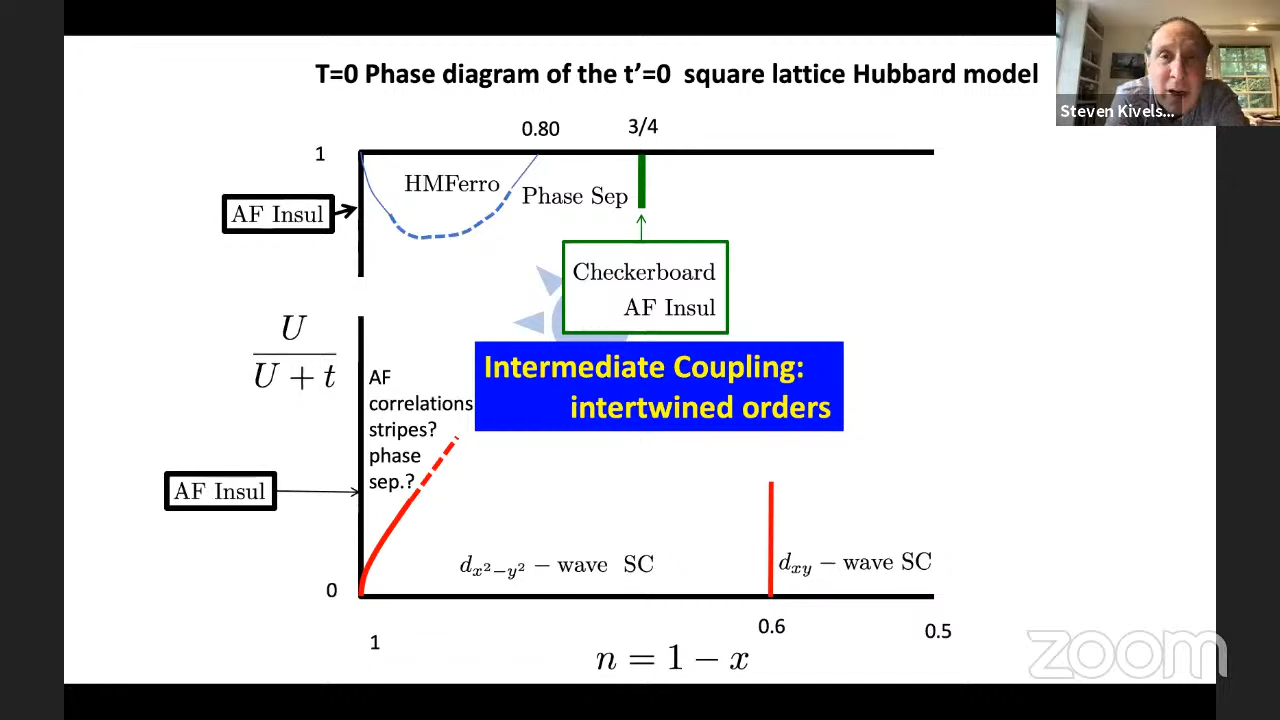 T=0 Phase diagram of the t’=0 square lattice Hubbard model
Steven Kivels...
0.80
3/4
1
HMFerro
Phase Sep
AF Insul
Checkerboard
AF Insul
U
U + t
Intermediate Coupling:
intertwined orders
AF
correlations
stripes?
phase
sep.?
AF Insul
d_{x²−y²} − wave SC
d_{xy} − wave SC
0
1
0.6
0.5
n = 1 − x
zoom